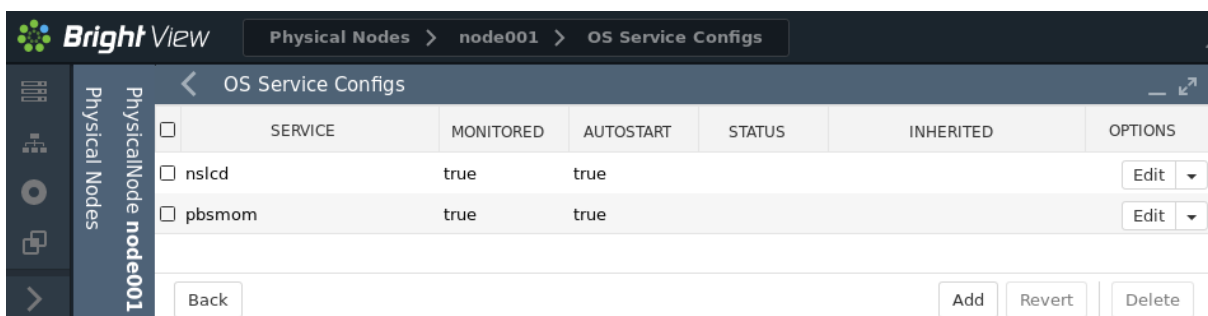 Bright View Physical Nodes > node001 > OS Service Configs
Physical Nodes
PhysicalNode node001
OS Service Configs
SERVICE MONITORED AUTOSTART STATUS INHERITED OPTIONS
nslcd true true Edit
pbsmom true true Edit
Back Add Revert Delete